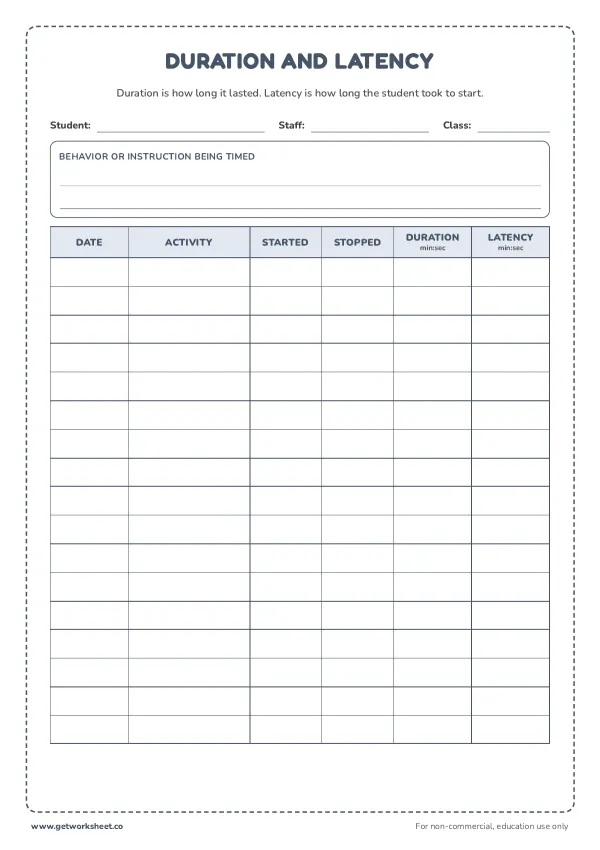 DURATION AND LATENCY
Duration is how long it lasted. Latency is how long the student took to start.
Student: Staff: Class:
BEHAVIOR OR INSTRUCTION BEING TIMED
DATE ACTIVITY STARTED STOPPED DURATION min:sec LATENCY min:sec
www.getworksheet.co For non-commercial, education use only